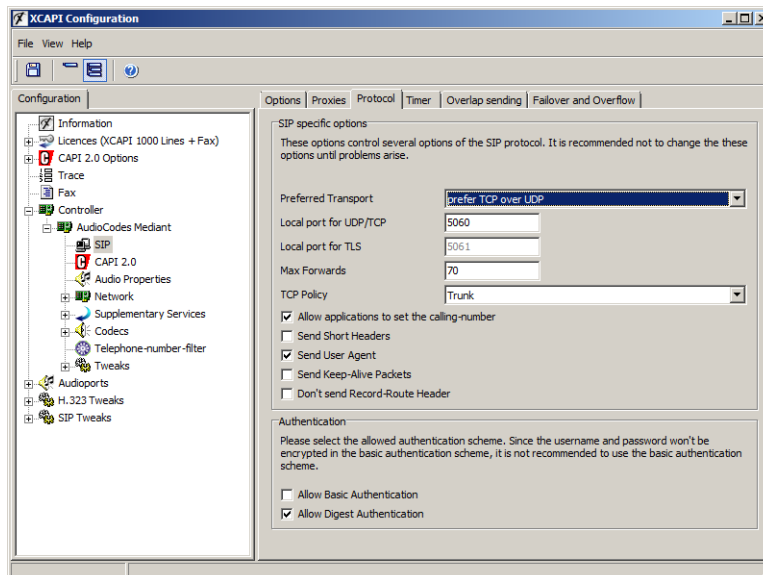 XCAPI Configuration
File View Help
Configuration
Information
Licences (XCAPI 1000 Lines + Fax)
CAPI 2.0 Options
Trace
Fax
Controller
AudioCodes Mediant
SIP
CAPI 2.0
Audio Properties
Network
Supplementary Services
Codecs
Telephone-number-filter
Tweaks
Audioports
H.323 Tweaks
SIP Tweaks
Options Proxies Protocol Timer Overlap sending Failover and Overflow
SIP specific options
These options control several options of the SIP protocol. It is recommended not to change the these
options until problems arise.
Preferred Transport prefer TCP over UDP
Local port for UDP/TCP 5060
Local port for TLS 5061
Max Forwards 70
TCP Policy Trunk
Allow applications to set the calling-number
Send Short Headers
Send User Agent
Send Keep-Alive Packets
Don't send Record-Route Header
Authentication
Please select the allowed authentication scheme. Since the username and password won't be
encrypted in the basic authentication scheme, it is not recommended to use the basic authentication
scheme.
Allow Basic Authentication
Allow Digest Authentication